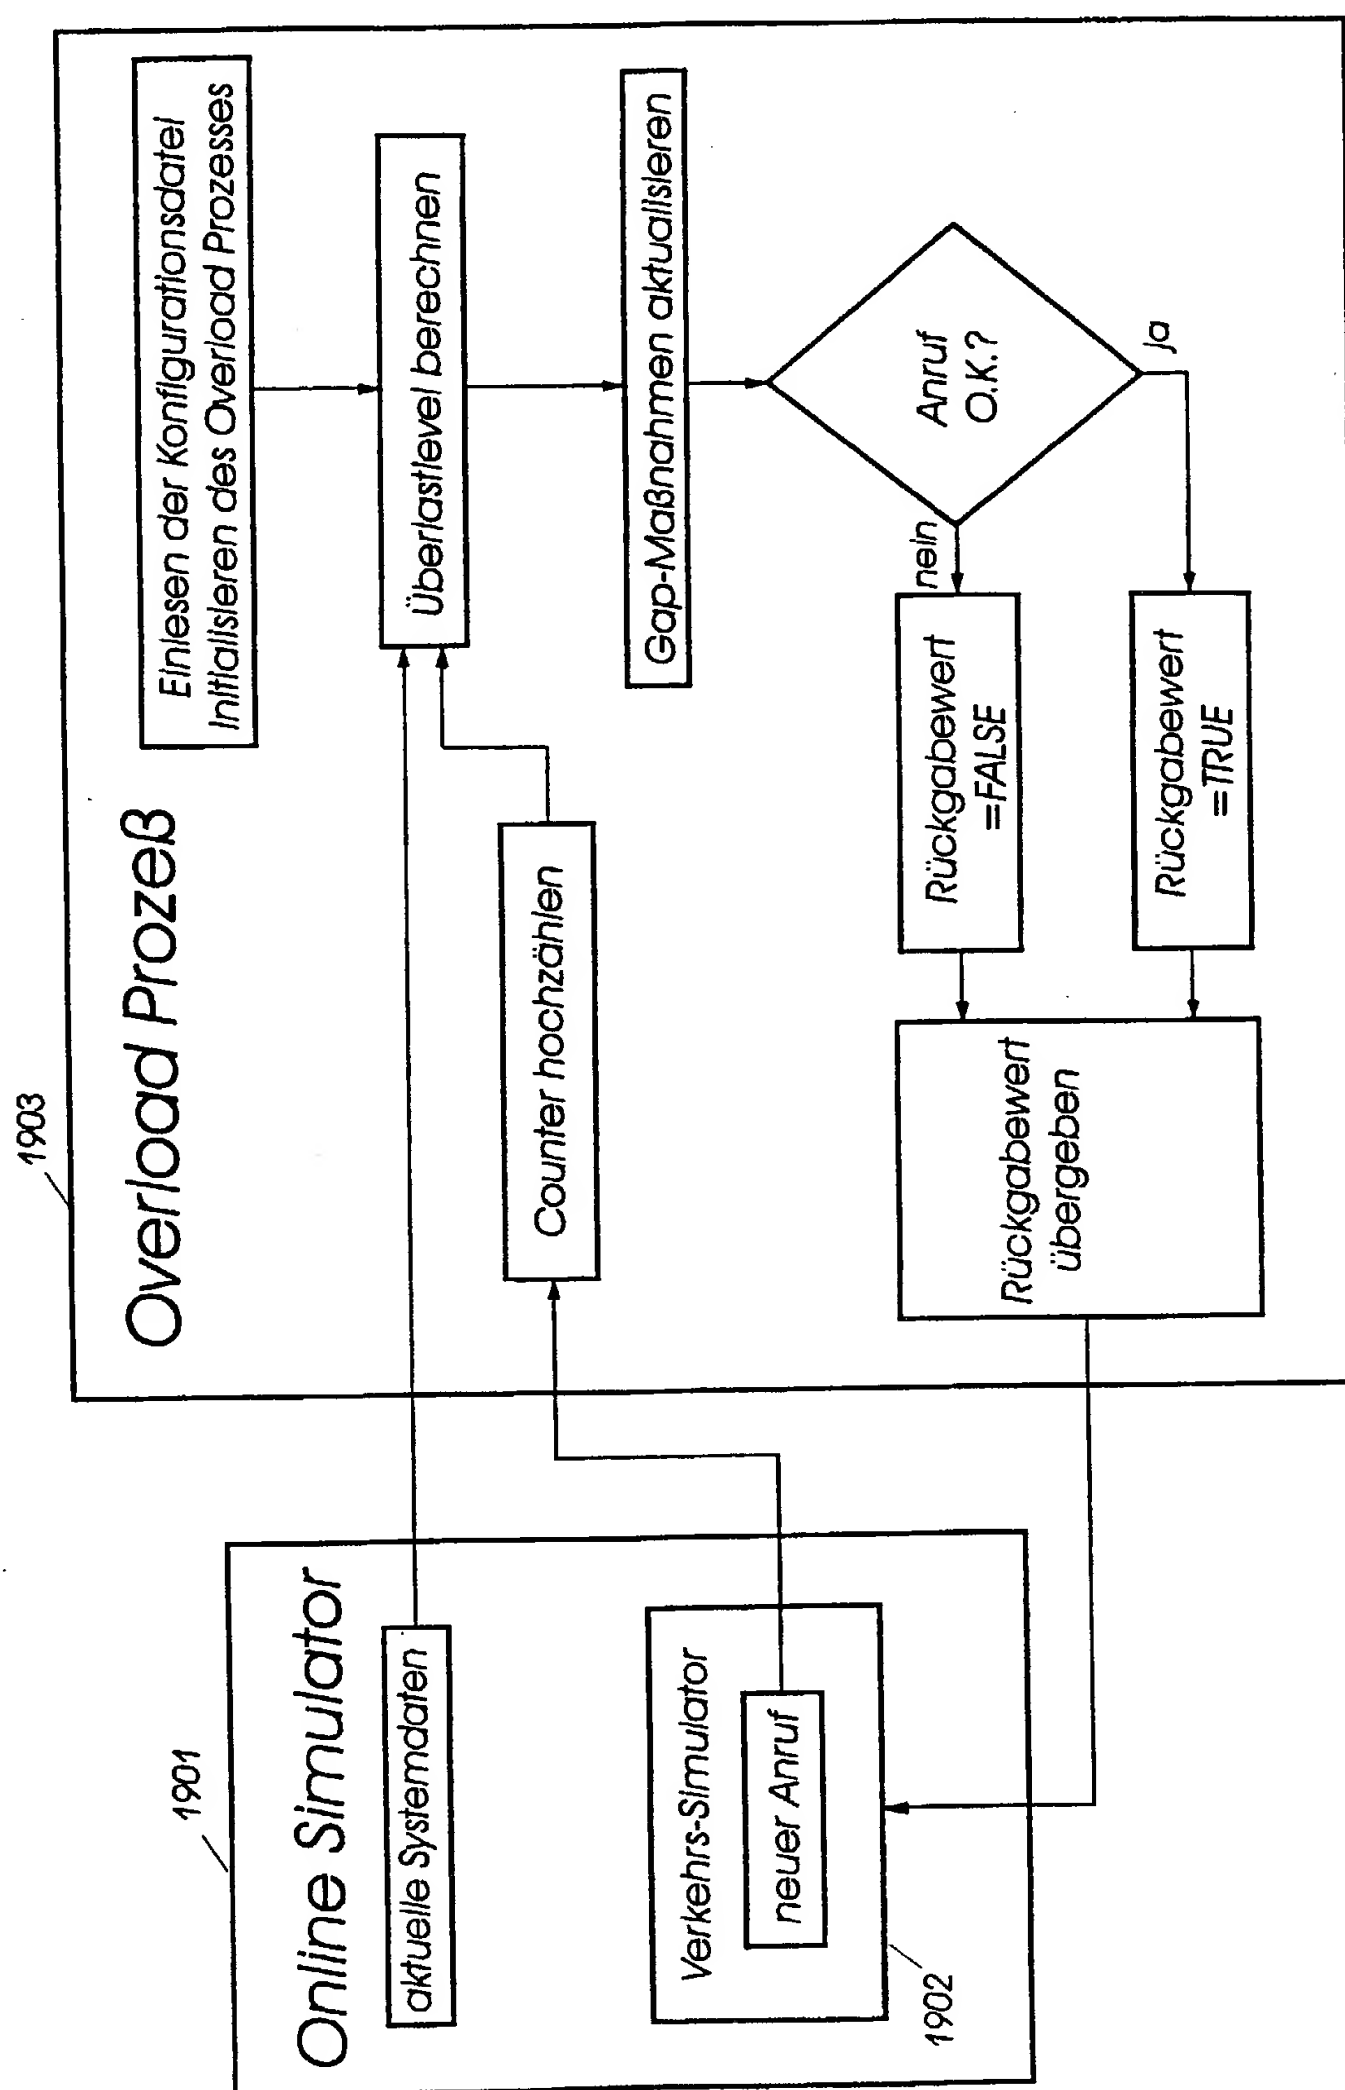 1901
Online Simulator
aktuelle Systemdaten
Verkehrs-Simulator
neuer Anruf
1902
1903
Overload Prozeß
Einlesen der Konfigurationsdatei
Initialisieren des Overload Prozesses
Überlastlevel berechnen
Counter hochzählen
Gap-Maßnahmen aktualisieren
Anruf
O.K.?
nein
Ja
Rückgabewert
=FALSE
Rückgabewert
=TRUE
Rückgabewert
übergeben